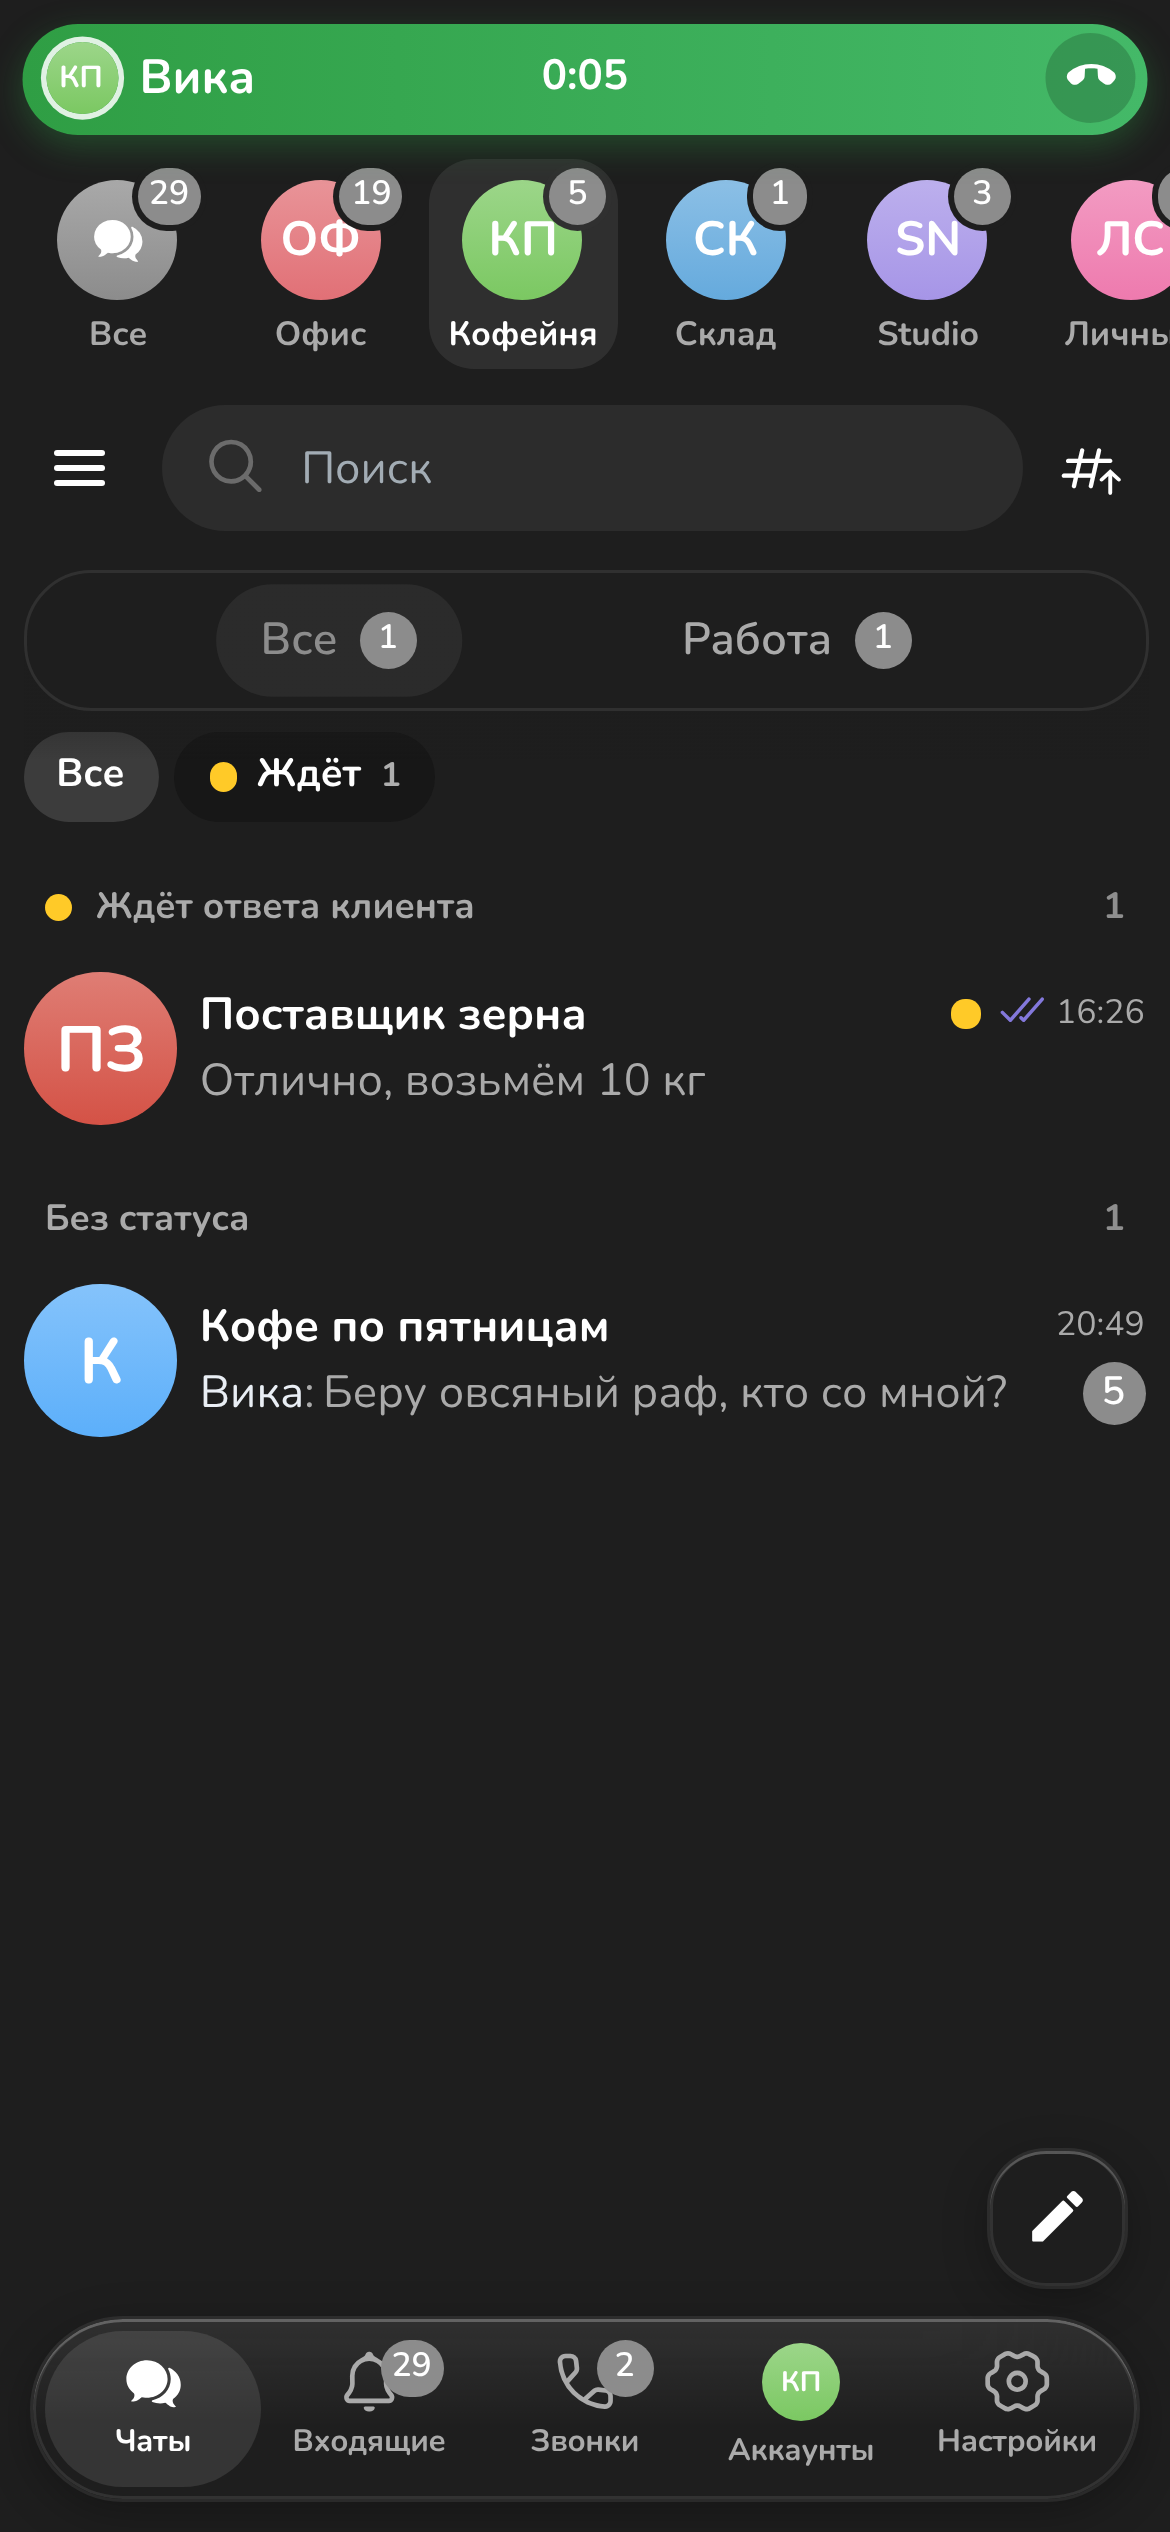 КП Вика 0:05
29 19 5 1 3
ОФ КП СК SN ЛС
Все Офис Кофейня Склад Studio Личны
Поиск
Все 1 Работа 1
Все Ждёт 1
Ждёт ответа клиента 1
ПЗ Поставщик зерна 16:26
Отлично, возьмём 10 кг
Без статуса 1
К Кофе по пятницам 20:49
Вика: Беру овсяный раф, кто со мной? 5
29 2 КП
Чаты Входящие Звонки Аккаунты Настройки